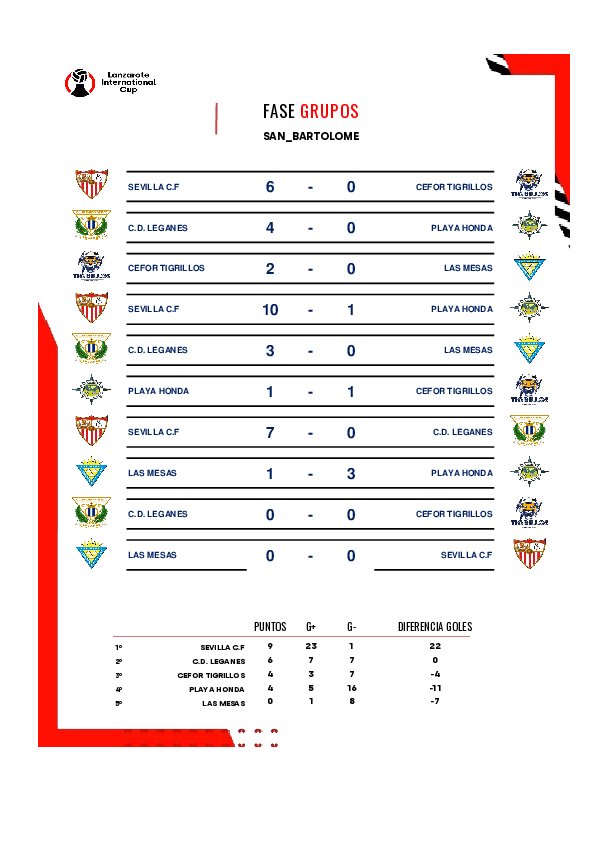 Lanzarote
International
Cup
FASE GRUPOS
SAN_BARTOLOME
SEVILLA C.F 6 - 0 CEFOR TIGRILLOS
C.D. LEGANES 4 - 0 PLAYA HONDA
CEFOR TIGRILLOS 2 - 0 LAS MESAS
SEVILLA C.F 10 - 1 PLAYA HONDA
C.D. LEGANES 3 - 0 LAS MESAS
PLAYA HONDA 1 - 1 CEFOR TIGRILLOS
SEVILLA C.F 7 - 0 C.D. LEGANES
LAS MESAS 1 - 3 PLAYA HONDA
C.D. LEGANES 0 - 0 CEFOR TIGRILLOS
LAS MESAS 0 - 0 SEVILLA C.F
PUNTOS G+ G- DIFERENCIA GOLES
1º SEVILLA C.F 9 23 1 22
2º C.D. LEGANES 6 7 7 0
3º CEFOR TIGRILLOS 4 3 7 -4
4º PLAYA HONDA 4 5 16 -11
5º LAS MESAS 0 1 8 -7